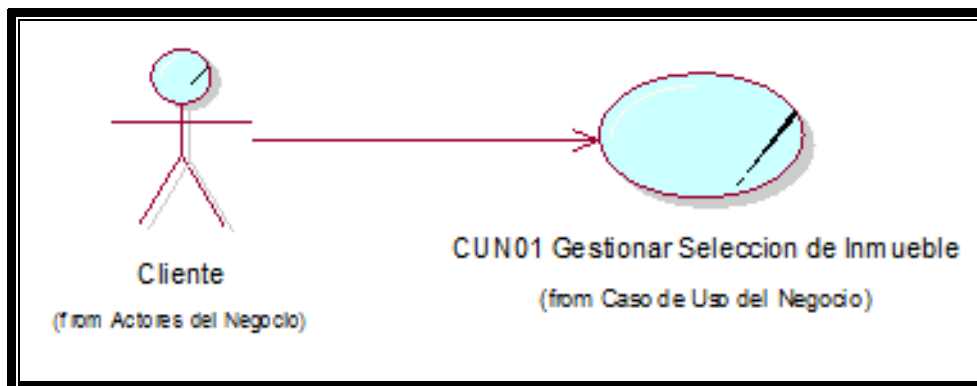 Cliente
(from Actores del Negocio)
CUN01 Gestionar Seleccion de Inmueble
(from Caso de Uso del Negocio)